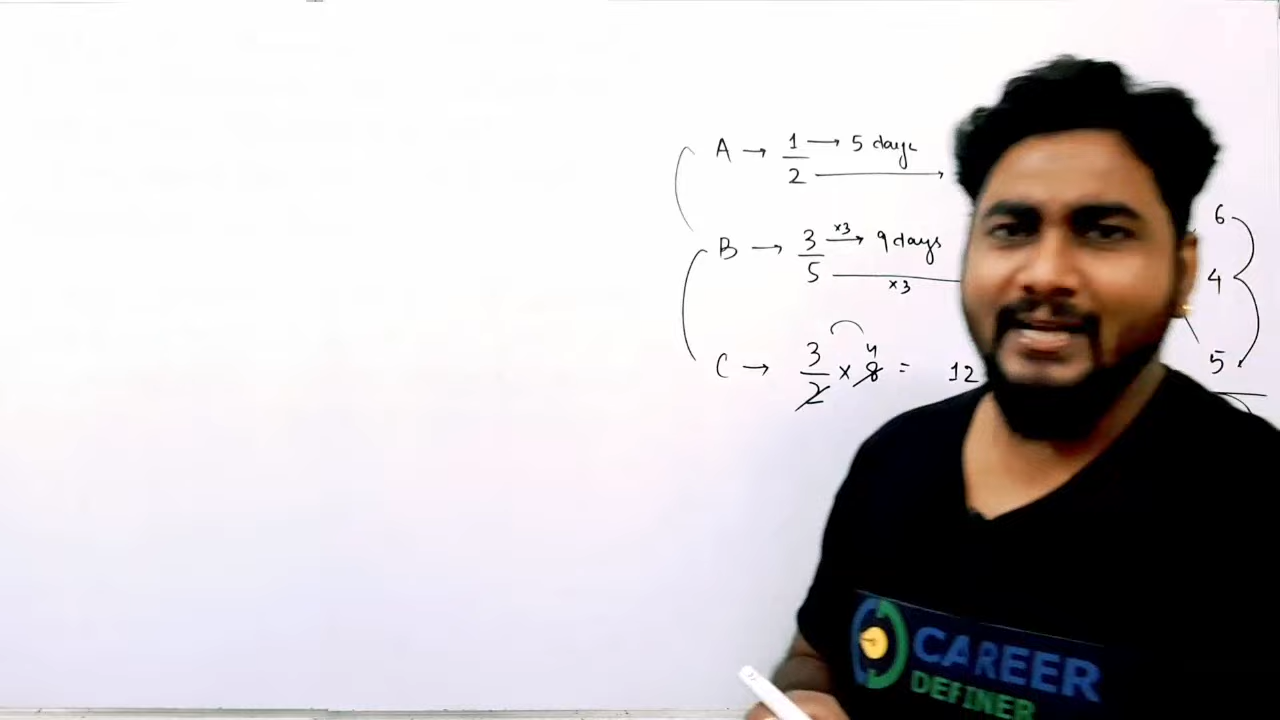 A → 1/2 → 5 days
6
B → 3/5 ×3 → 9 days
×3
4
C → 3/2 × 8 4 = 12
5
CAREER
DEFINER